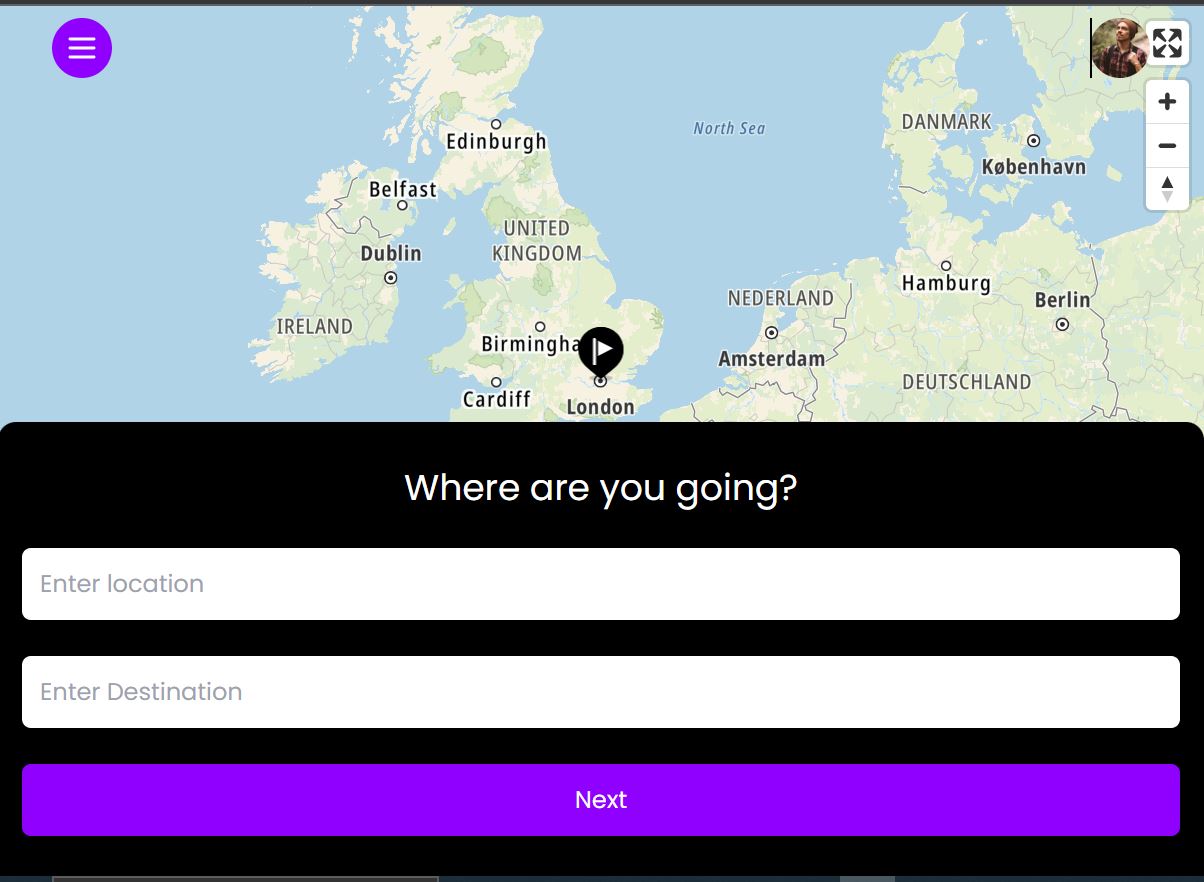 Edinburgh
North Sea
DANMARK
København
Belfast
UNITED
KINGDOM
Dublin
Hamburg
NEDERLAND
Berlin
IRELAND
Birmingha
Amsterdam
DEUTSCHLAND
Cardiff
London
Where are you going?
Enter location
Enter Destination
Next